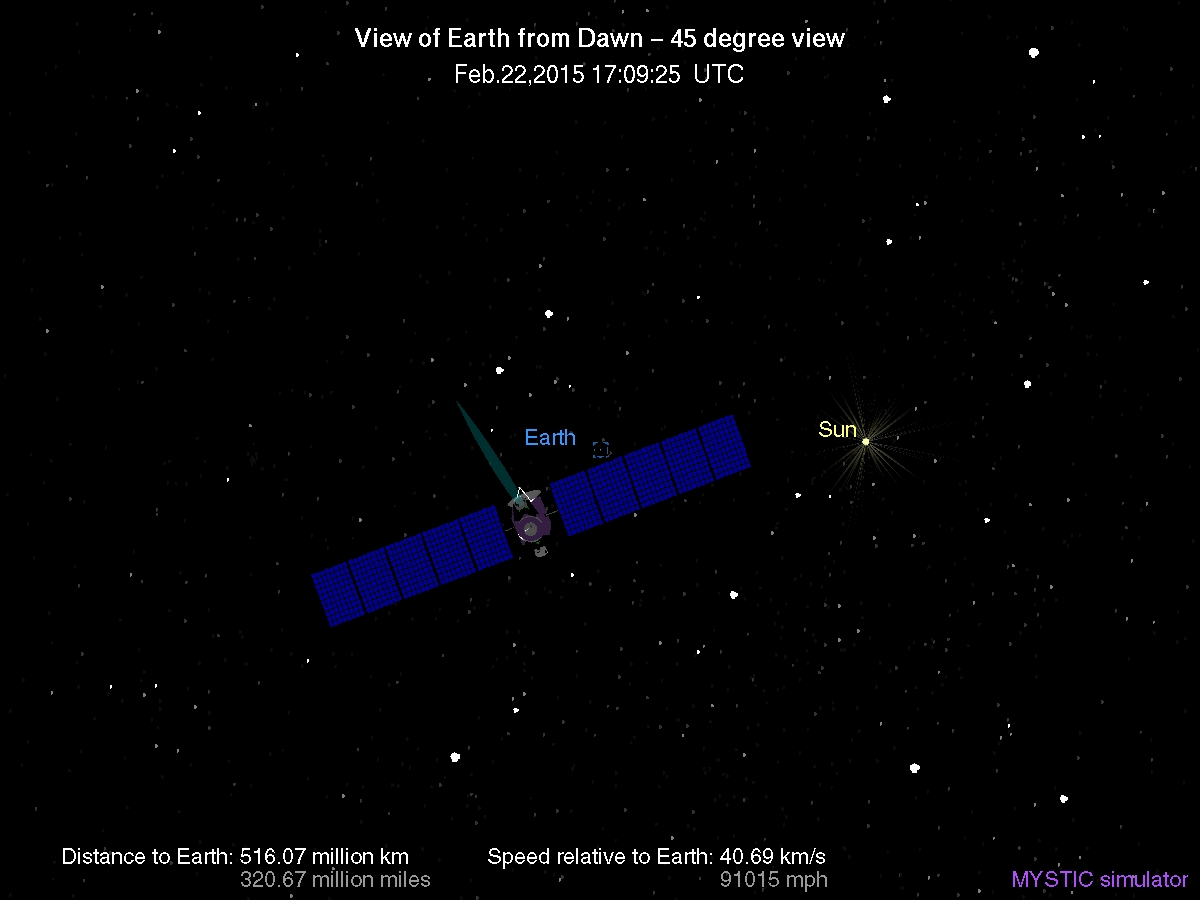 View of Earth from Dawn – 45 degree view
Feb.22,2015 17:09:25 UTC
Sun
Earth
Distance to Earth: 516.07 million km
320.67 million miles
Speed relative to Earth: 40.69 km/s
91015 mph
MYSTIC simulator